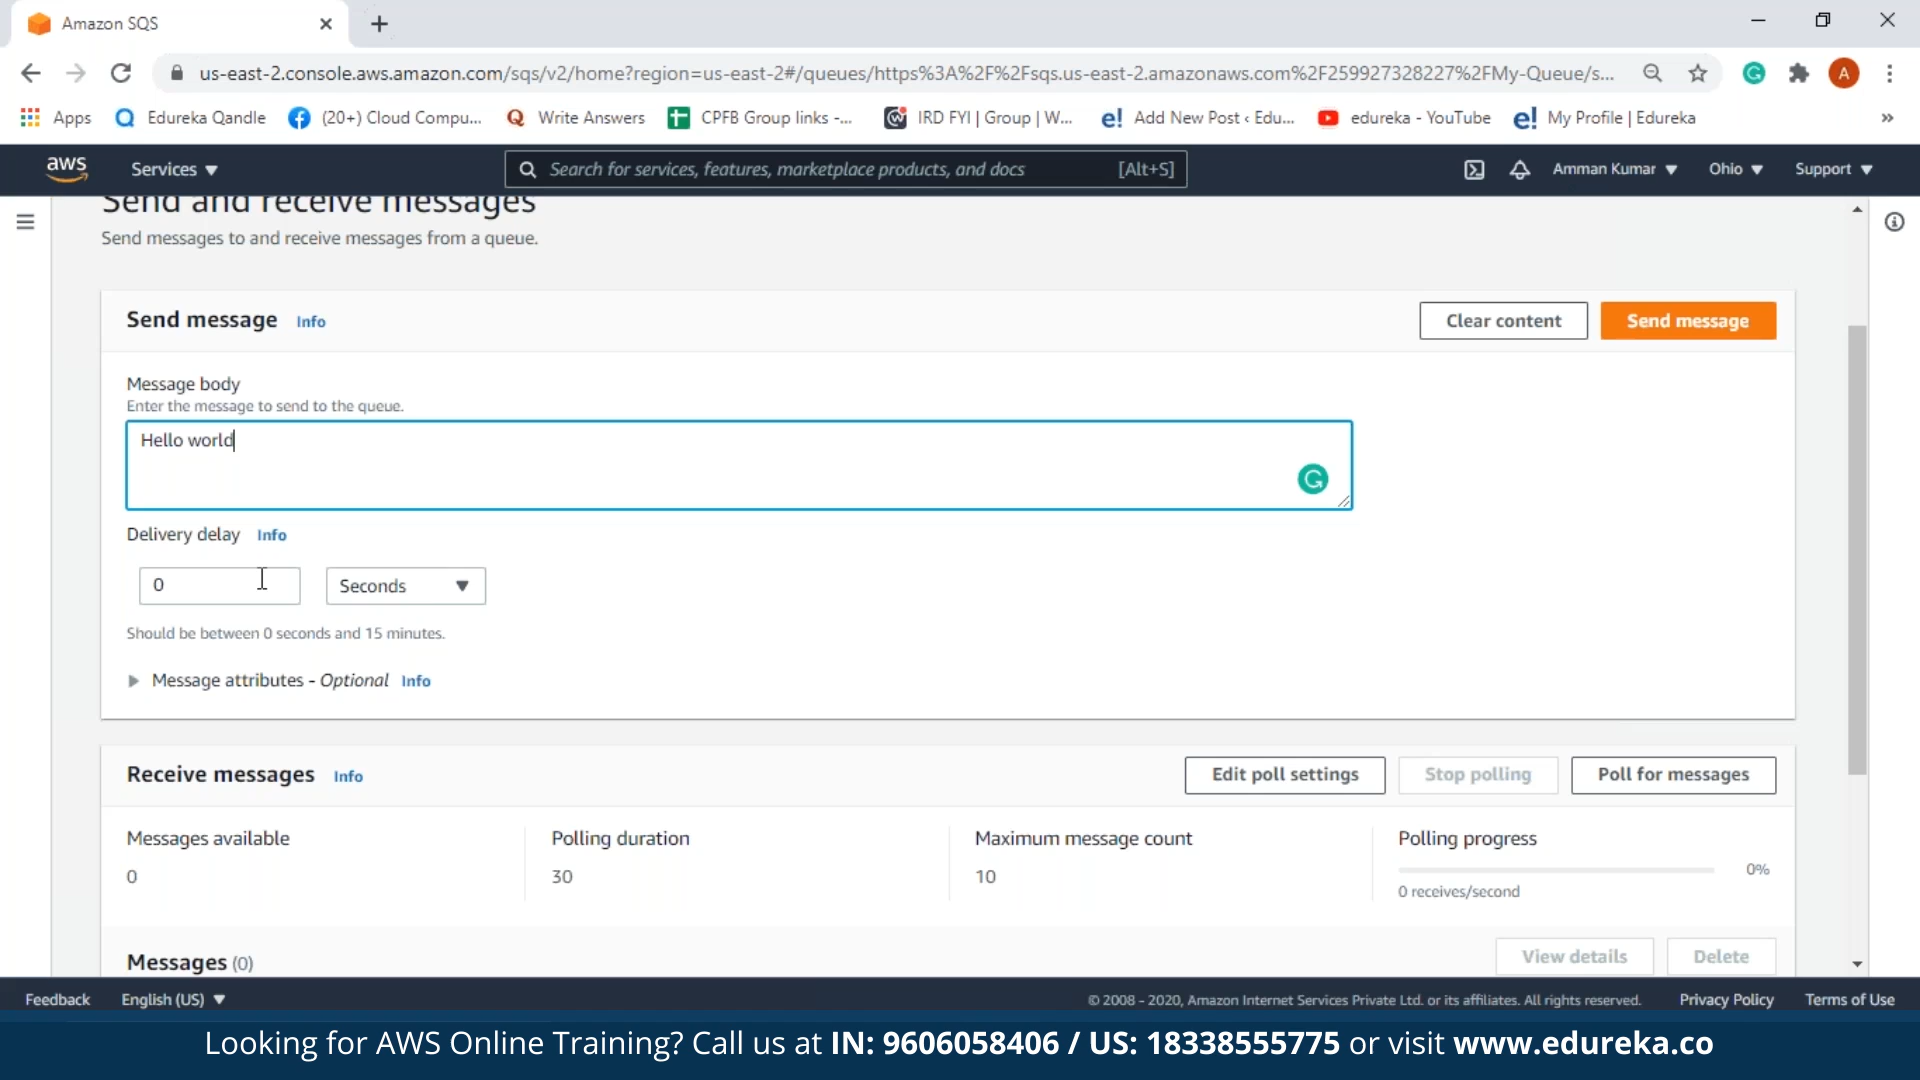 Amazon SQS
us-east-2.console.aws.amazon.com/sqs/v2/home?region=us-east-2#/queues/https%3A%2F%2Fsqs.us-east-2.amazonaws.com%2F259927328227%2FMy-Queue/s...
A
Apps Edureka Qandle (20+) Cloud Compu... Write Answers CPFB Group links -... IRD FYI | Group | W... e! Add New Post ‹ Edu... edureka - YouTube e! My Profile | Edureka »
aws Services Search for services, features, marketplace products, and docs [Alt+S] Amman Kumar Ohio Support
Send and receive messages
Send messages to and receive messages from a queue.
Send message Info Clear content Send message
Message body
Enter the message to send to the queue.
Hello world
Delivery delay Info
0 Seconds
Should be between 0 seconds and 15 minutes.
Message attributes - Optional Info
Receive messages Info Edit poll settings Stop polling Poll for messages
Messages available Polling duration Maximum message count Polling progress
0 30 10 0%
0 receives/second
Messages (0) View details Delete
Feedback English (US) © 2008 - 2020, Amazon Internet Services Private Ltd. or its affiliates. All rights reserved. Privacy Policy Terms of Use
Looking for AWS Online Training? Call us at IN: 9606058406 / US: 18338555775 or visit www.edureka.co